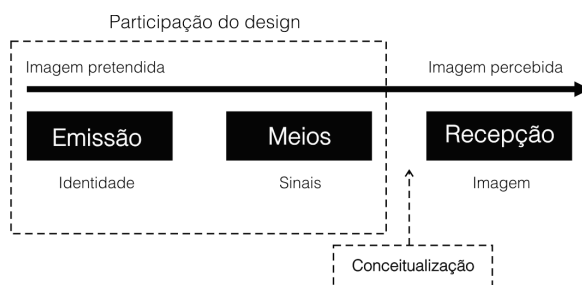 Participação do design
Imagem pretendida
Imagem percebida
Emissão
Meios
Recepção
Identidade
Sinais
Imagem
Conceitualização